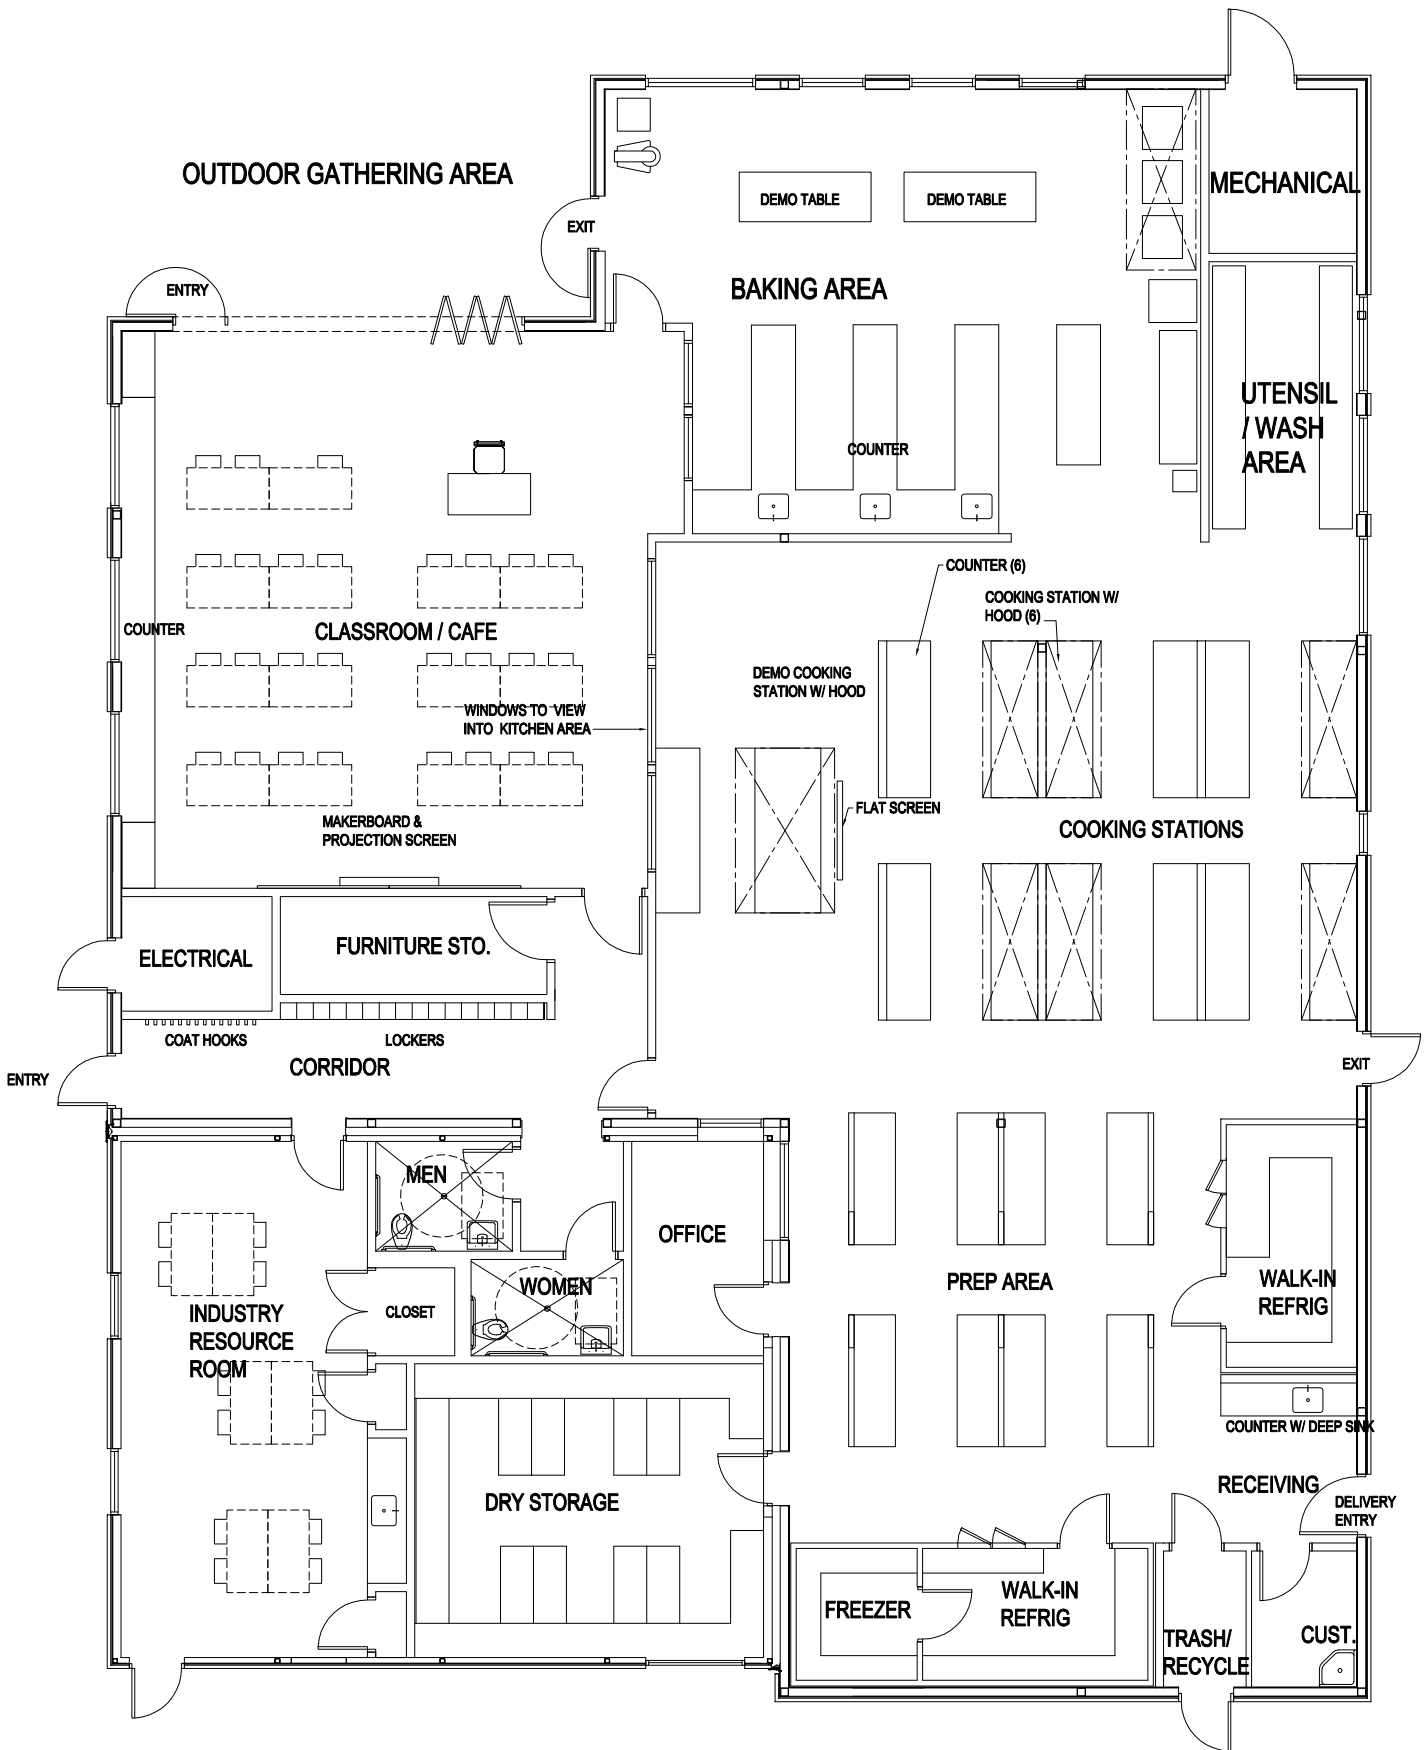 OUTDOOR GATHERING AREA
MECHANICAL
DEMO TABLE
DEMO TABLE
EXIT
BAKING AREA
ENTRY
UTENSIL
/ WASH
AREA
COUNTER
COUNTER (6)
COOKING STATION W/
HOOD (6)
COUNTER
CLASSROOM / CAFE
DEMO COOKING
STATION W/ HOOD
WINDOWS TO VIEW
INTO KITCHEN AREA
FLAT SCREEN
MAKERBOARD &
PROJECTION SCREEN
COOKING STATIONS
ELECTRICAL
FURNITURE STO.
COAT HOOKS
LOCKERS
CORRIDOR
ENTRY
EXIT
MEN
OFFICE
WOMEN
CLOSET
PREP AREA
WALK-IN
REFRIG
INDUSTRY
RESOURCE
ROOM
COUNTER W/ DEEP SINK
RECEIVING
DRY STORAGE
DELIVERY
ENTRY
FREEZER
WALK-IN
REFRIG
TRASH/
RECYCLE
CUST.